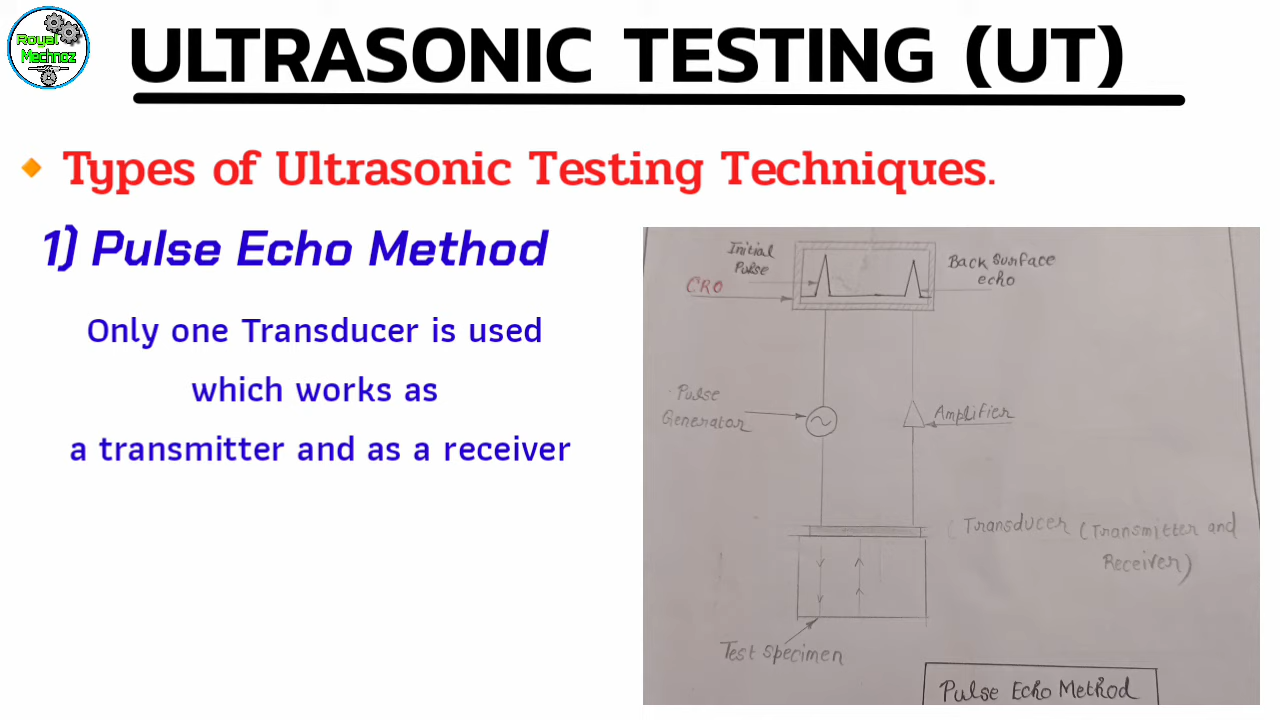 Royal
Mechnoz
ULTRASONIC TESTING (UT)
Types of Ultrasonic Testing Techniques.
1) Pulse Echo Method
Only one Transducer is used
which works as
a transmitter and as a receiver
Initial
Pulse
CRO
Back Surface
echo
Pulse
Generator
Amplifier
(Transducer (Transmitter and
Receiver)
Test specimen
Pulse Echo Method